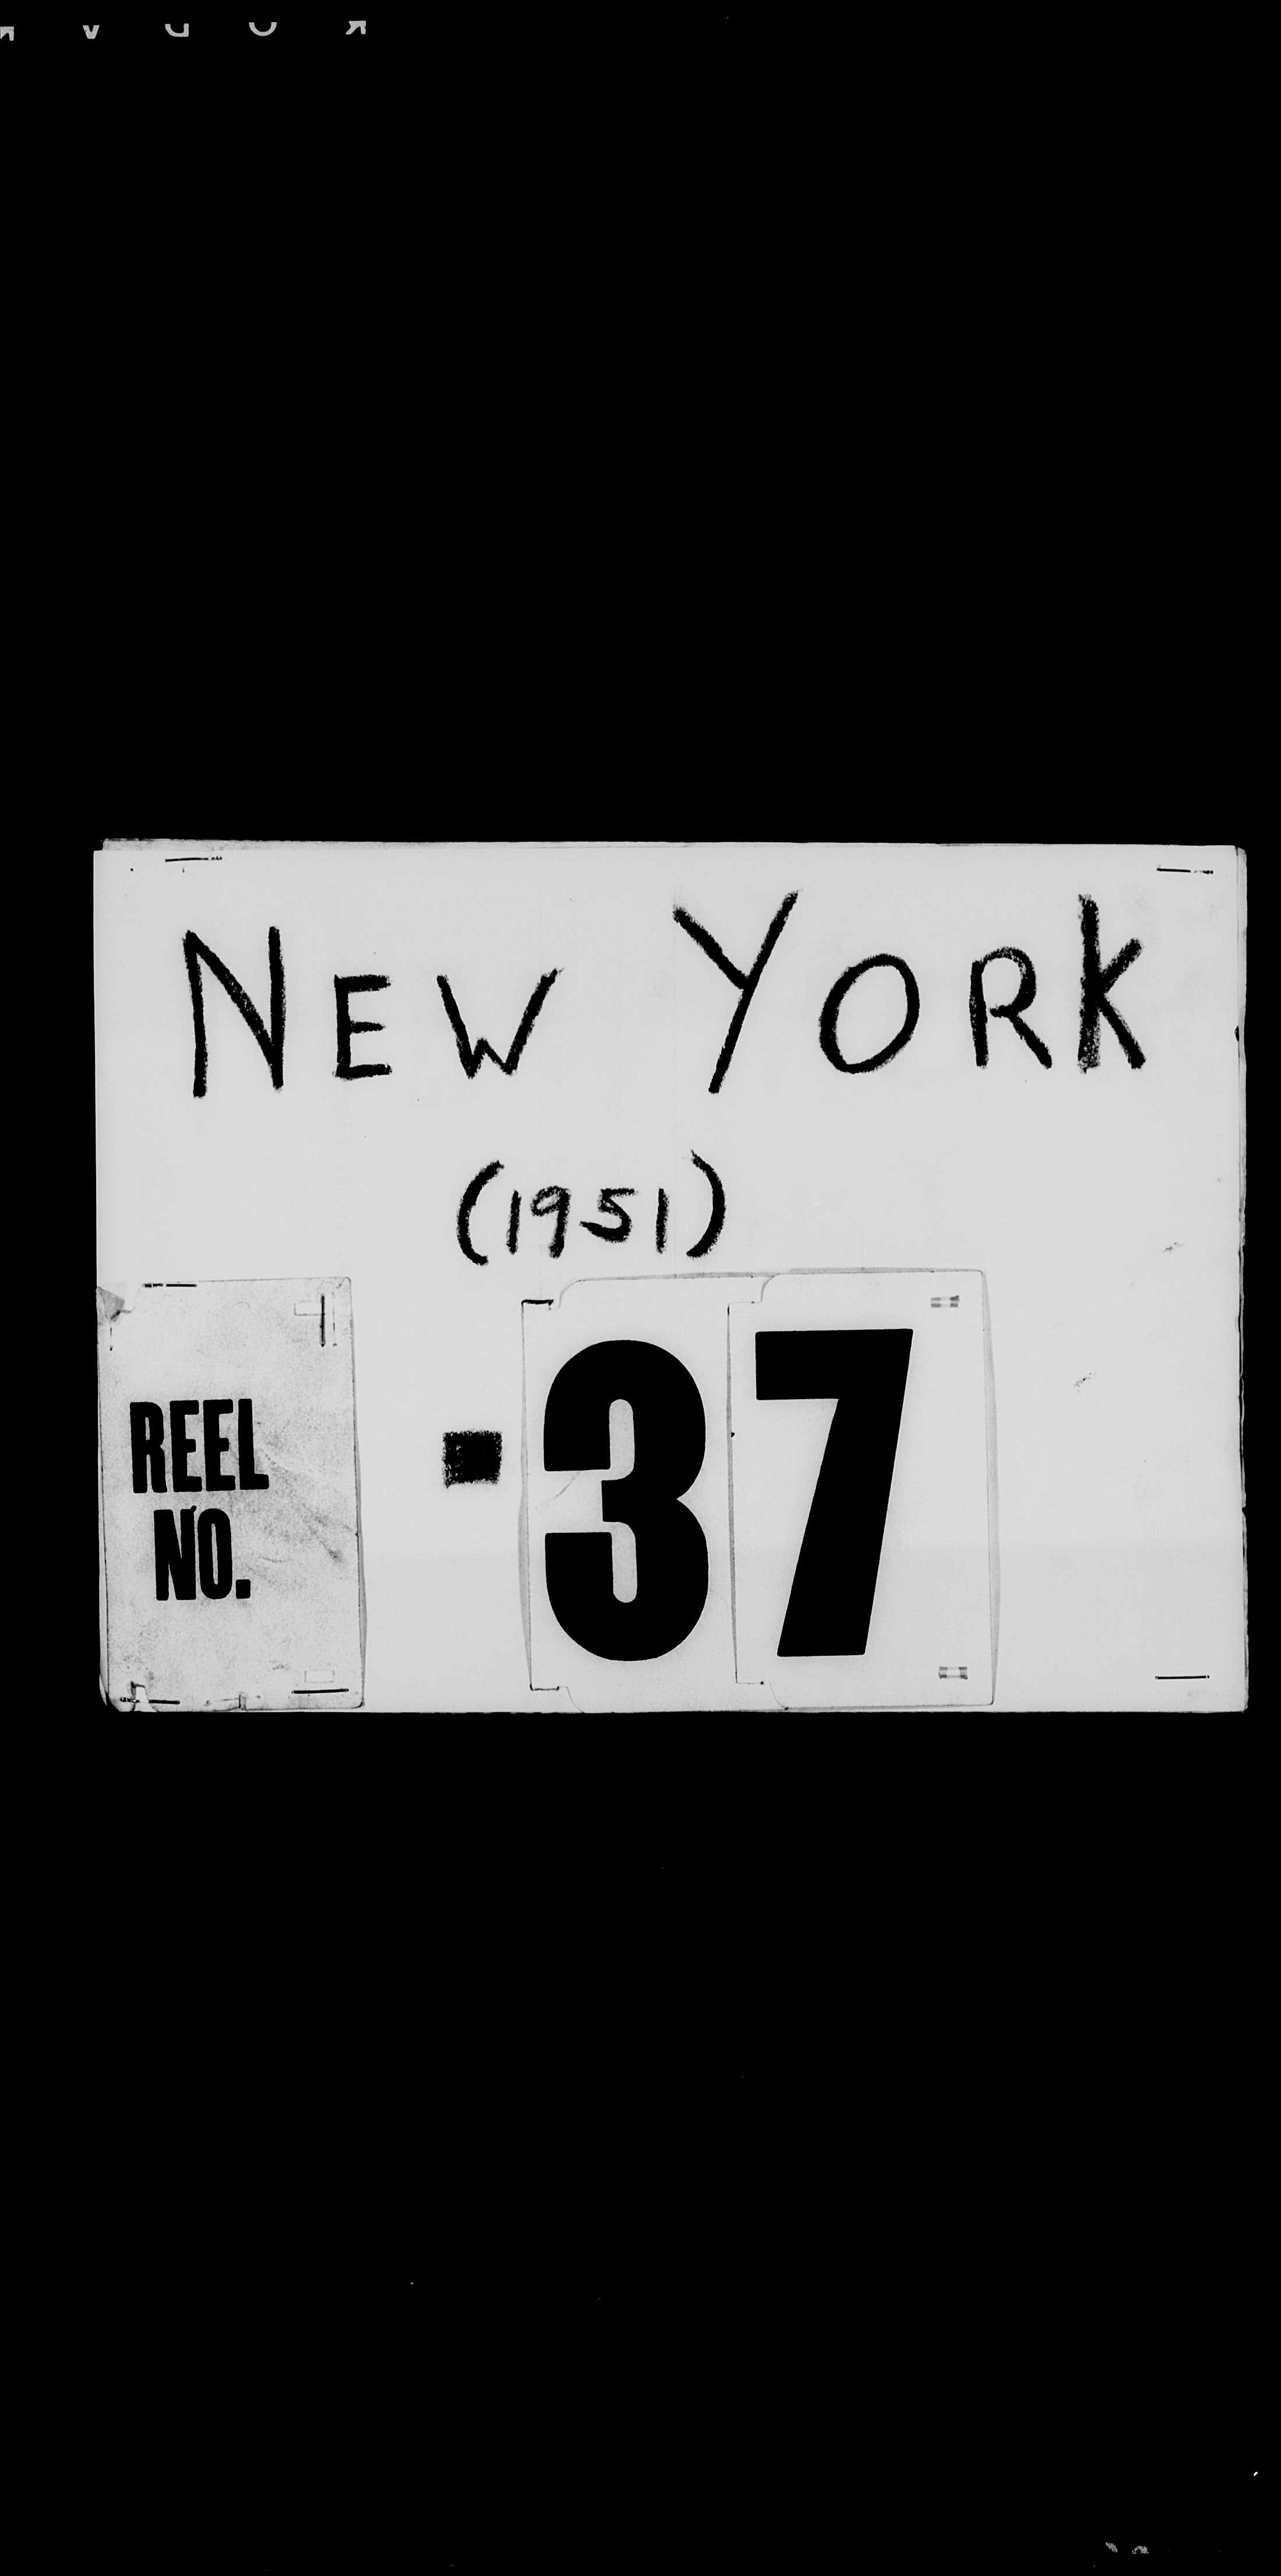 NEW YORK
(1951)
REEL
NO.
-37